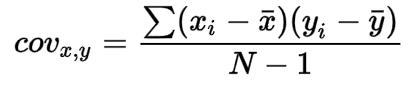 cov_{x,y} = \frac{\sum (x_i - \bar{x})(y_i - \bar{y})}{N - 1}